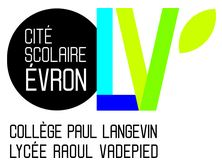 CITÉ
SCOLAIRE
ÉVRON
LV
COLLÈGE PAUL LANGEVIN
LYCÉE RAOUL VADEPIED